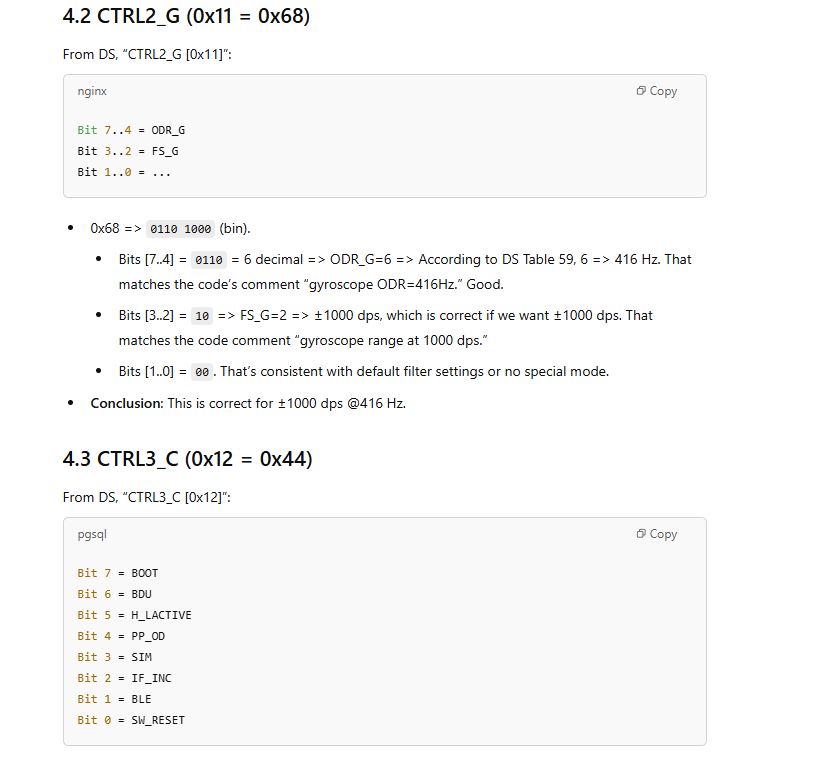 4.2 CTRL2_G (0x11 = 0x68)
From DS, “CTRL2_G [0x11]”:
nginx
Copy
Bit 7..4 = ODR_G
Bit 3..2 = FS_G
Bit 1..0 = ...
• 0x68 => 0110 1000 (bin).
• Bits [7..4] = 0110 = 6 decimal => ODR_G=6 => According to DS Table 59, 6 => 416 Hz. That
matches the code’s comment “gyroscope ODR=416Hz.” Good.
• Bits [3..2] = 10 => FS_G=2 => ±1000 dps, which is correct if we want ±1000 dps. That
matches the code comment “gyroscope range at 1000 dps.”
• Bits [1..0] = 00. That’s consistent with default filter settings or no special mode.
• Conclusion: This is correct for ±1000 dps @416 Hz.
4.3 CTRL3_C (0x12 = 0x44)
From DS, “CTRL3_C [0x12]”:
pgsql
Copy
Bit 7 = BOOT
Bit 6 = BDU
Bit 5 = H_LACTIVE
Bit 4 = PP_OD
Bit 3 = SIM
Bit 2 = IF_INC
Bit 1 = BLE
Bit 0 = SW_RESET